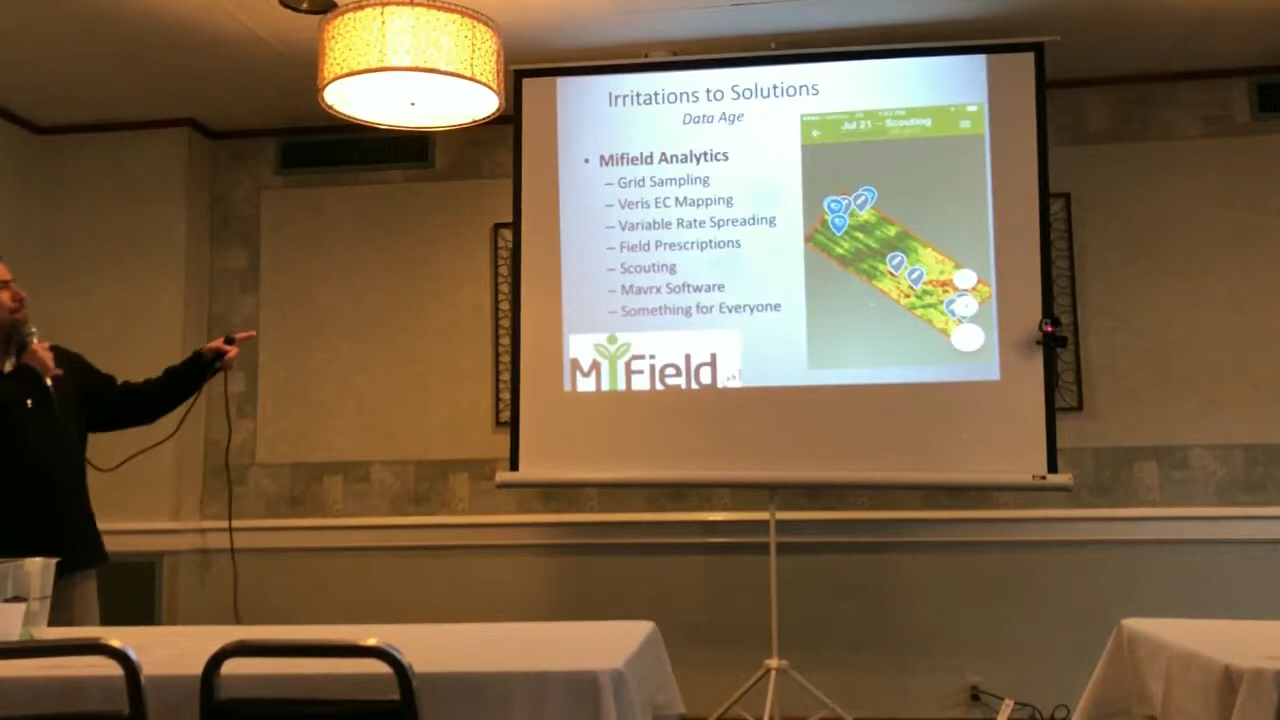 Irritations to Solutions
Data Age
• Mifield Analytics
– Grid Sampling
– Veris EC Mapping
– Variable Rate Spreading
– Field Prescriptions
– Scouting
– Mavrx Software
– Something for Everyone
Jul 21 - Scouting
MYField